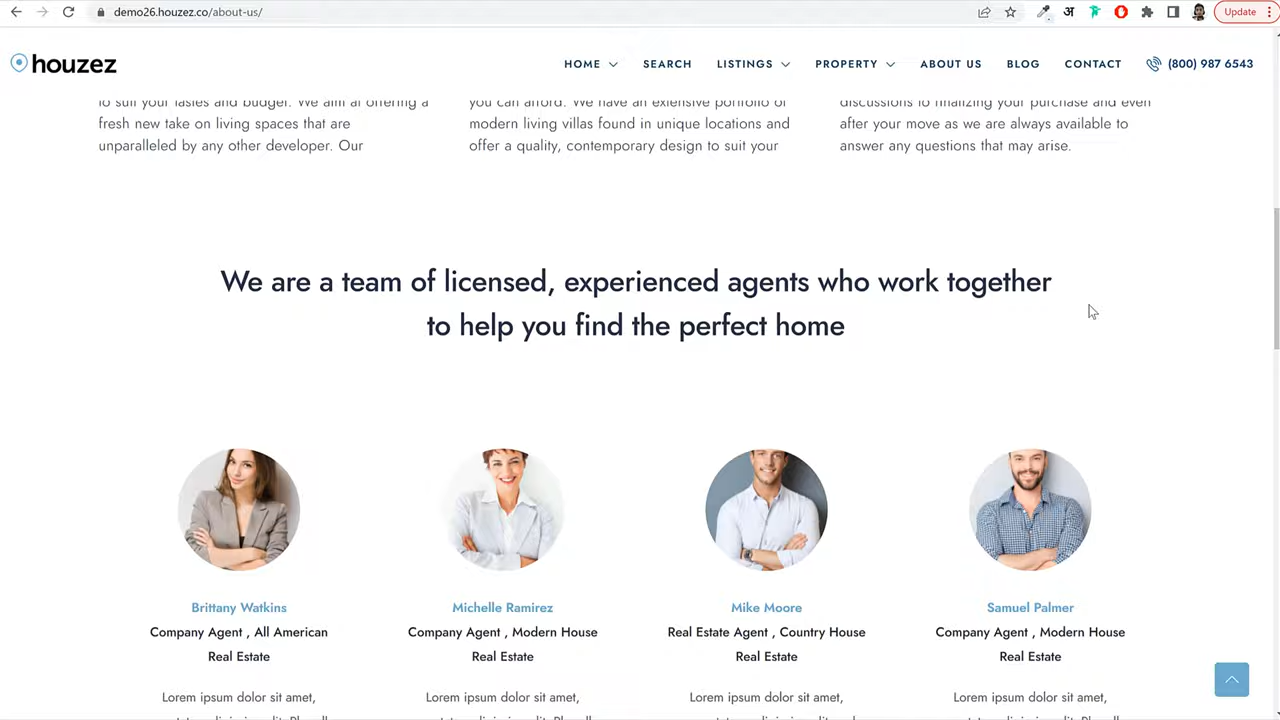 demo26.houzez.co/about-us/
अ
Update
houzez
HOME
SEARCH
LISTINGS
PROPERTY
ABOUT US
BLOG
CONTACT
(800) 987 6543
to suit your tastes and budget. We aim at offering a
fresh new take on living spaces that are
unparalleled by any other developer. Our
you can afford. We have an extensive portfolio of
modern living villas found in unique locations and
offer a quality, contemporary design to suit your
discussions to finalizing your purchase and even
after your move as we are always available to
answer any questions that may arise.
We are a team of licensed, experienced agents who work together
to help you find the perfect home
Brittany Watkins
Company Agent , All American
Real Estate
Lorem ipsum dolor sit amet,
Michelle Ramirez
Company Agent , Modern House
Real Estate
Lorem ipsum dolor sit amet,
Mike Moore
Real Estate Agent , Country House
Real Estate
Lorem ipsum dolor sit amet,
Samuel Palmer
Company Agent , Modern House
Real Estate
Lorem ipsum dolor sit amet,